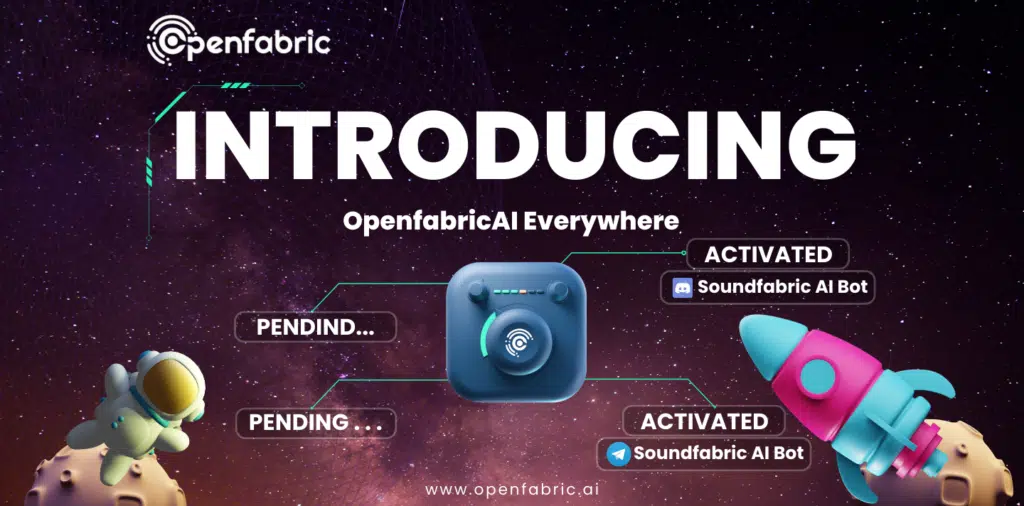 Openfabric
INTRODUCING
OpenfabricAI Everywhere
ACTIVATED
Soundfabric AI Bot
PENDIND...
PENDING . . .
ACTIVATED
Soundfabric AI Bot
www.openfabric.ai